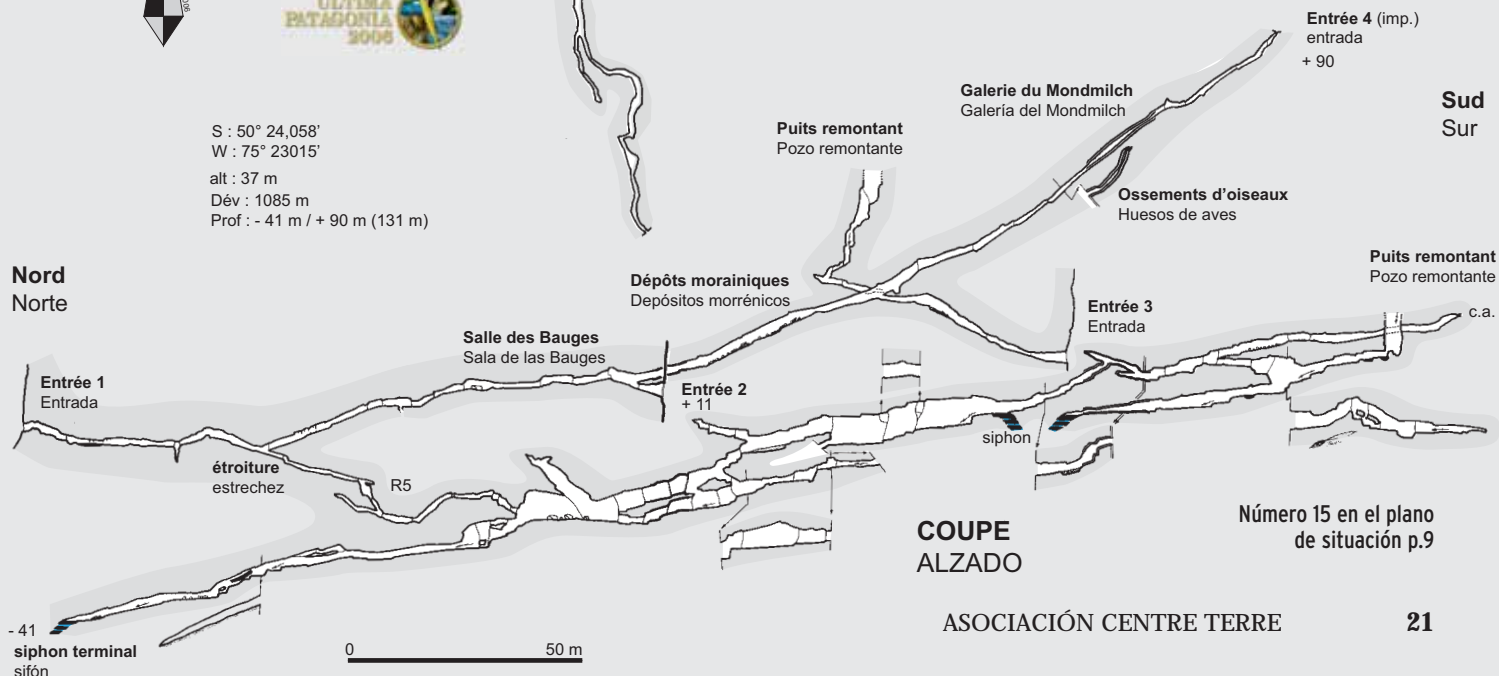 ULTIMA
PATAGONIA
2006
Entrée 4 (imp.)
entrada
+ 90
Galerie du Mondmilch
Galería del Mondmilch
Sud
Sur
S : 50° 24,058’
W : 75° 23015’
alt : 37 m
Dév : 1085 m
Prof : - 41 m / + 90 m (131 m)
Puits remontant
Pozo remontante
Ossements d’oiseaux
Huesos de aves
Nord
Norte
Dépôts morainiques
Depósitos morrénicos
Puits remontant
Pozo remontante
c.a.
Entrée 3
Entrada
Salle des Bauges
Sala de las Bauges
Entrée 1
Entrada
Entrée 2
+ 11
siphon
étroiture
estrechez
R5
COUPE
ALZADO
Número 15 en el plano
de situación p.9
- 41
siphon terminal
sifón
0 50 m
ASOCIACIÓN CENTRE TERRE 21